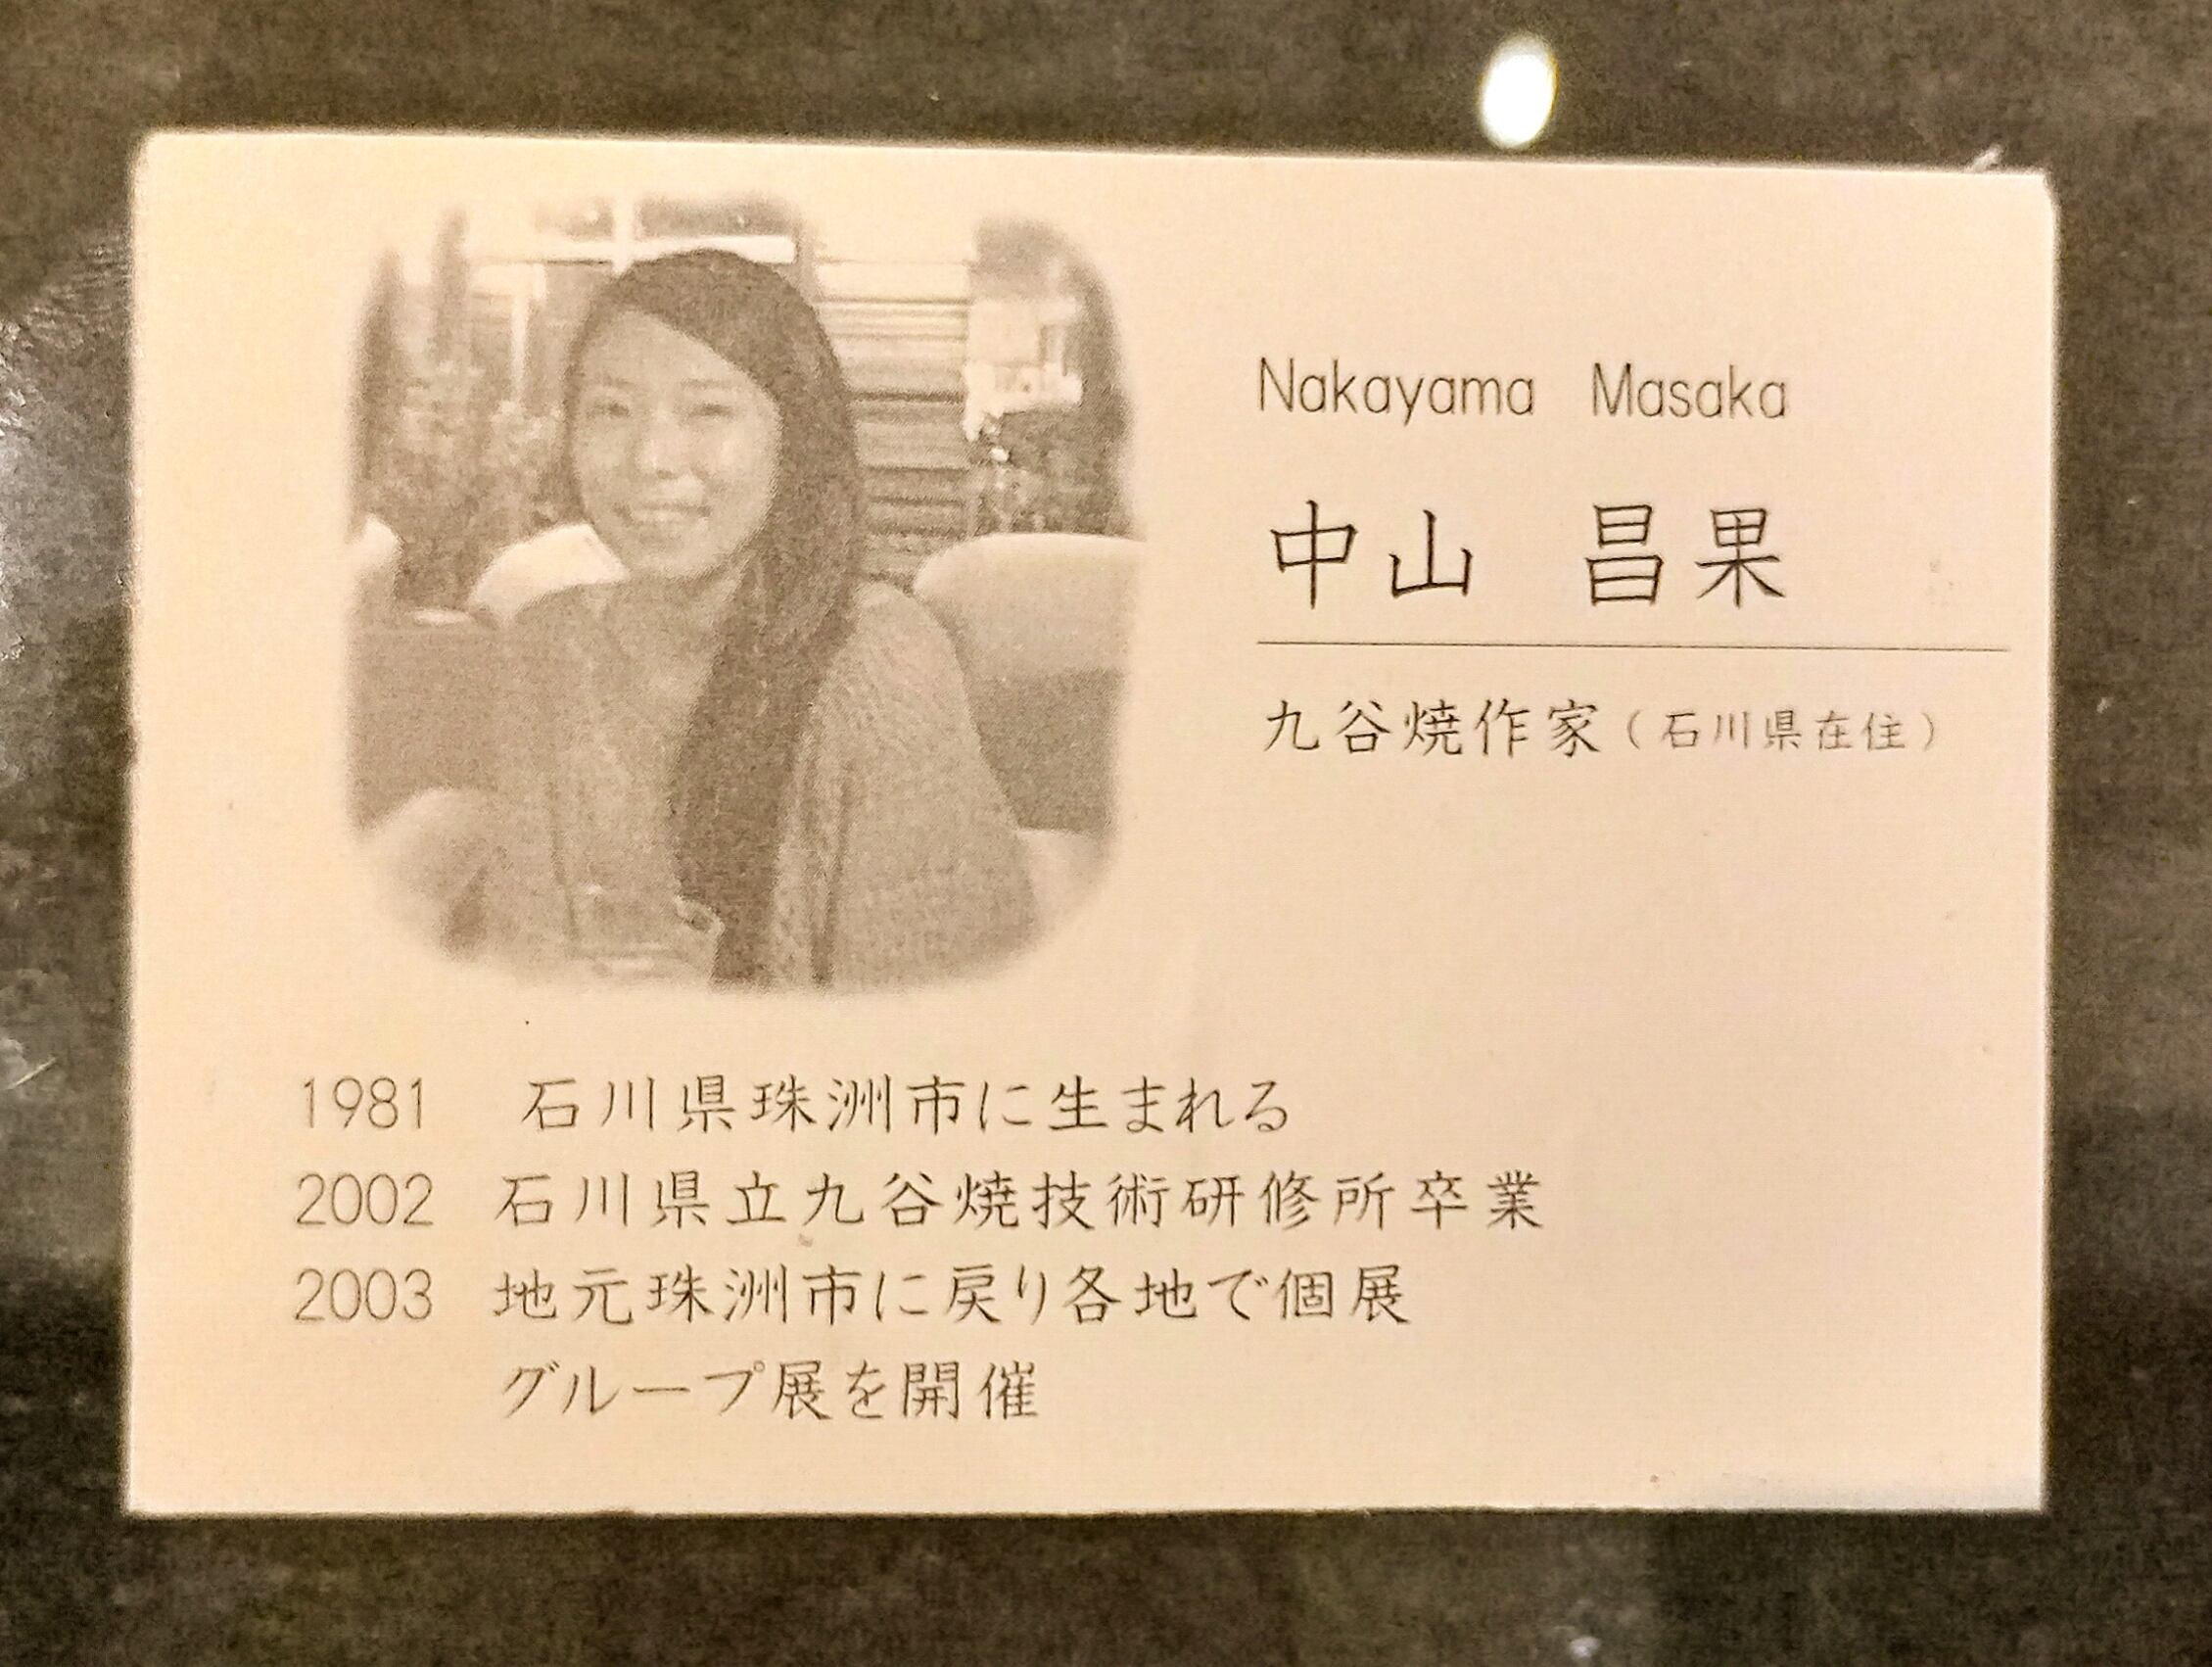 Nakayama Masaka
中山 昌果
九谷焼作家（石川県在住）
1981 石川県珠洲市に生まれる
2002 石川県立九谷焼技術研修所卒業
2003 地元珠洲市に戻り各地で個展
グループ展を開催